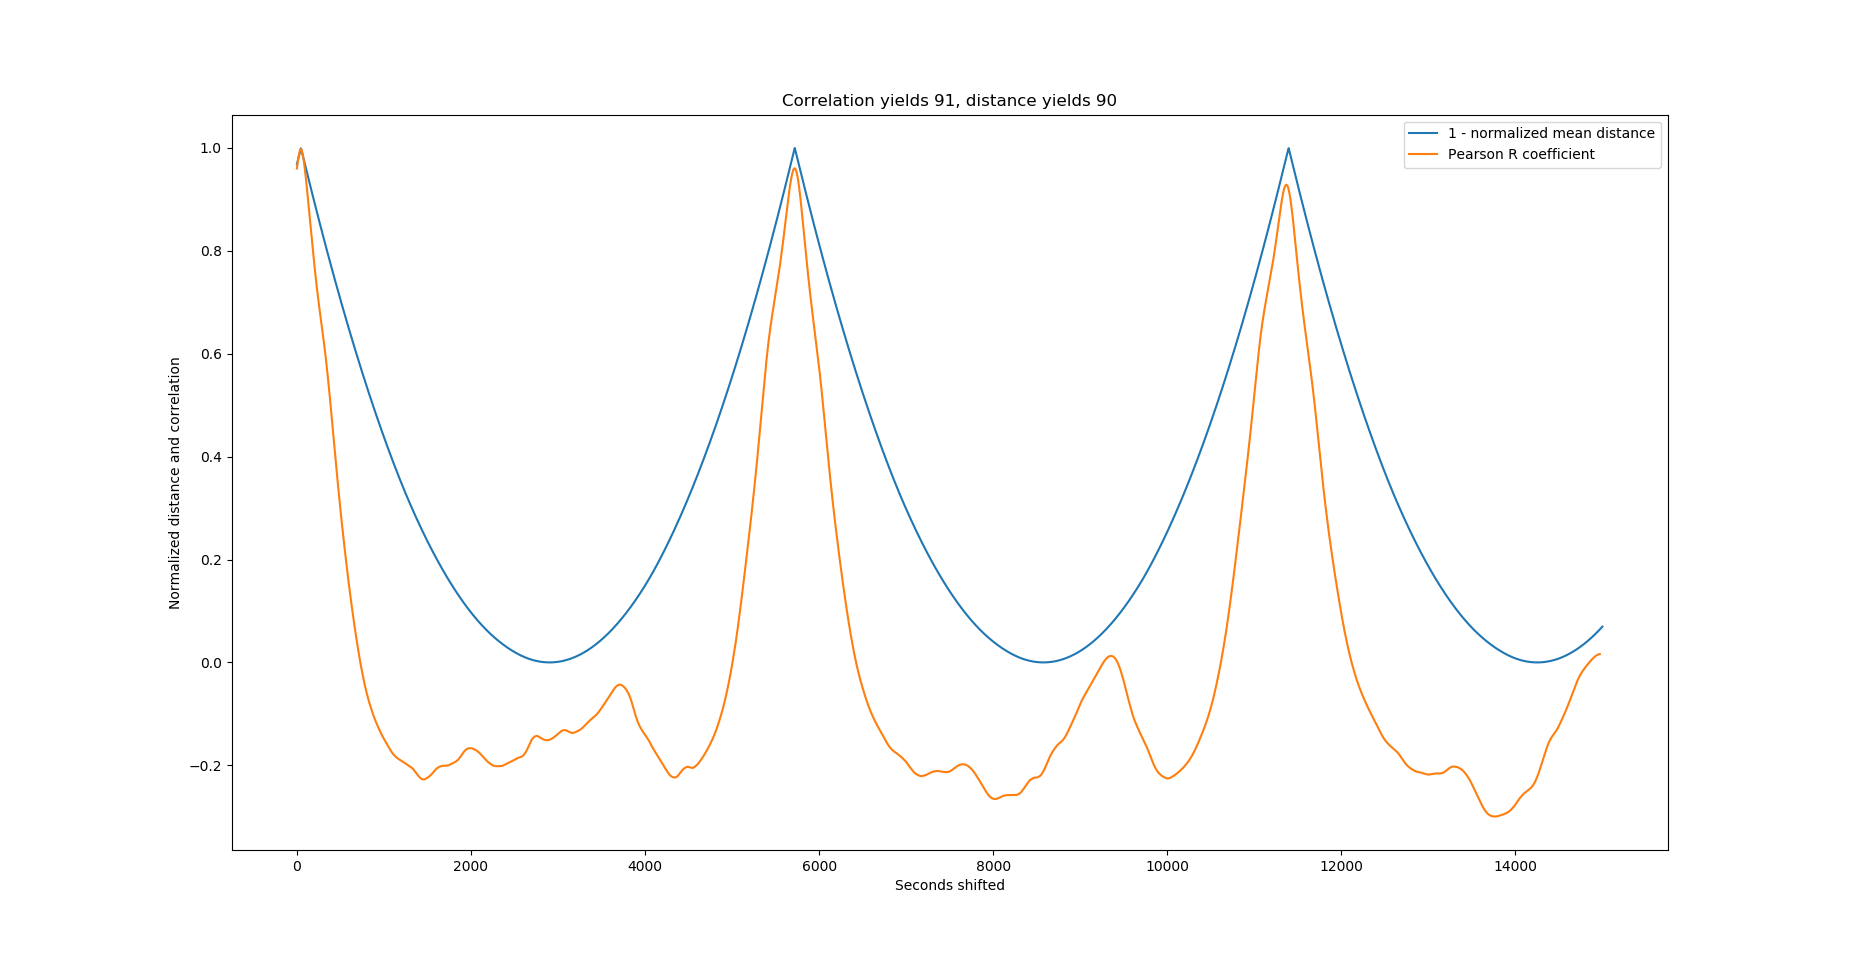 Correlation yields 91, distance yields 90
1 - normalized mean distance
Pearson R coefficient
Normalized distance and correlation
1.0
0.8
0.6
0.4
0.2
0.0
−0.2
0 2000 4000 6000 8000 10000 12000 14000
Seconds shifted